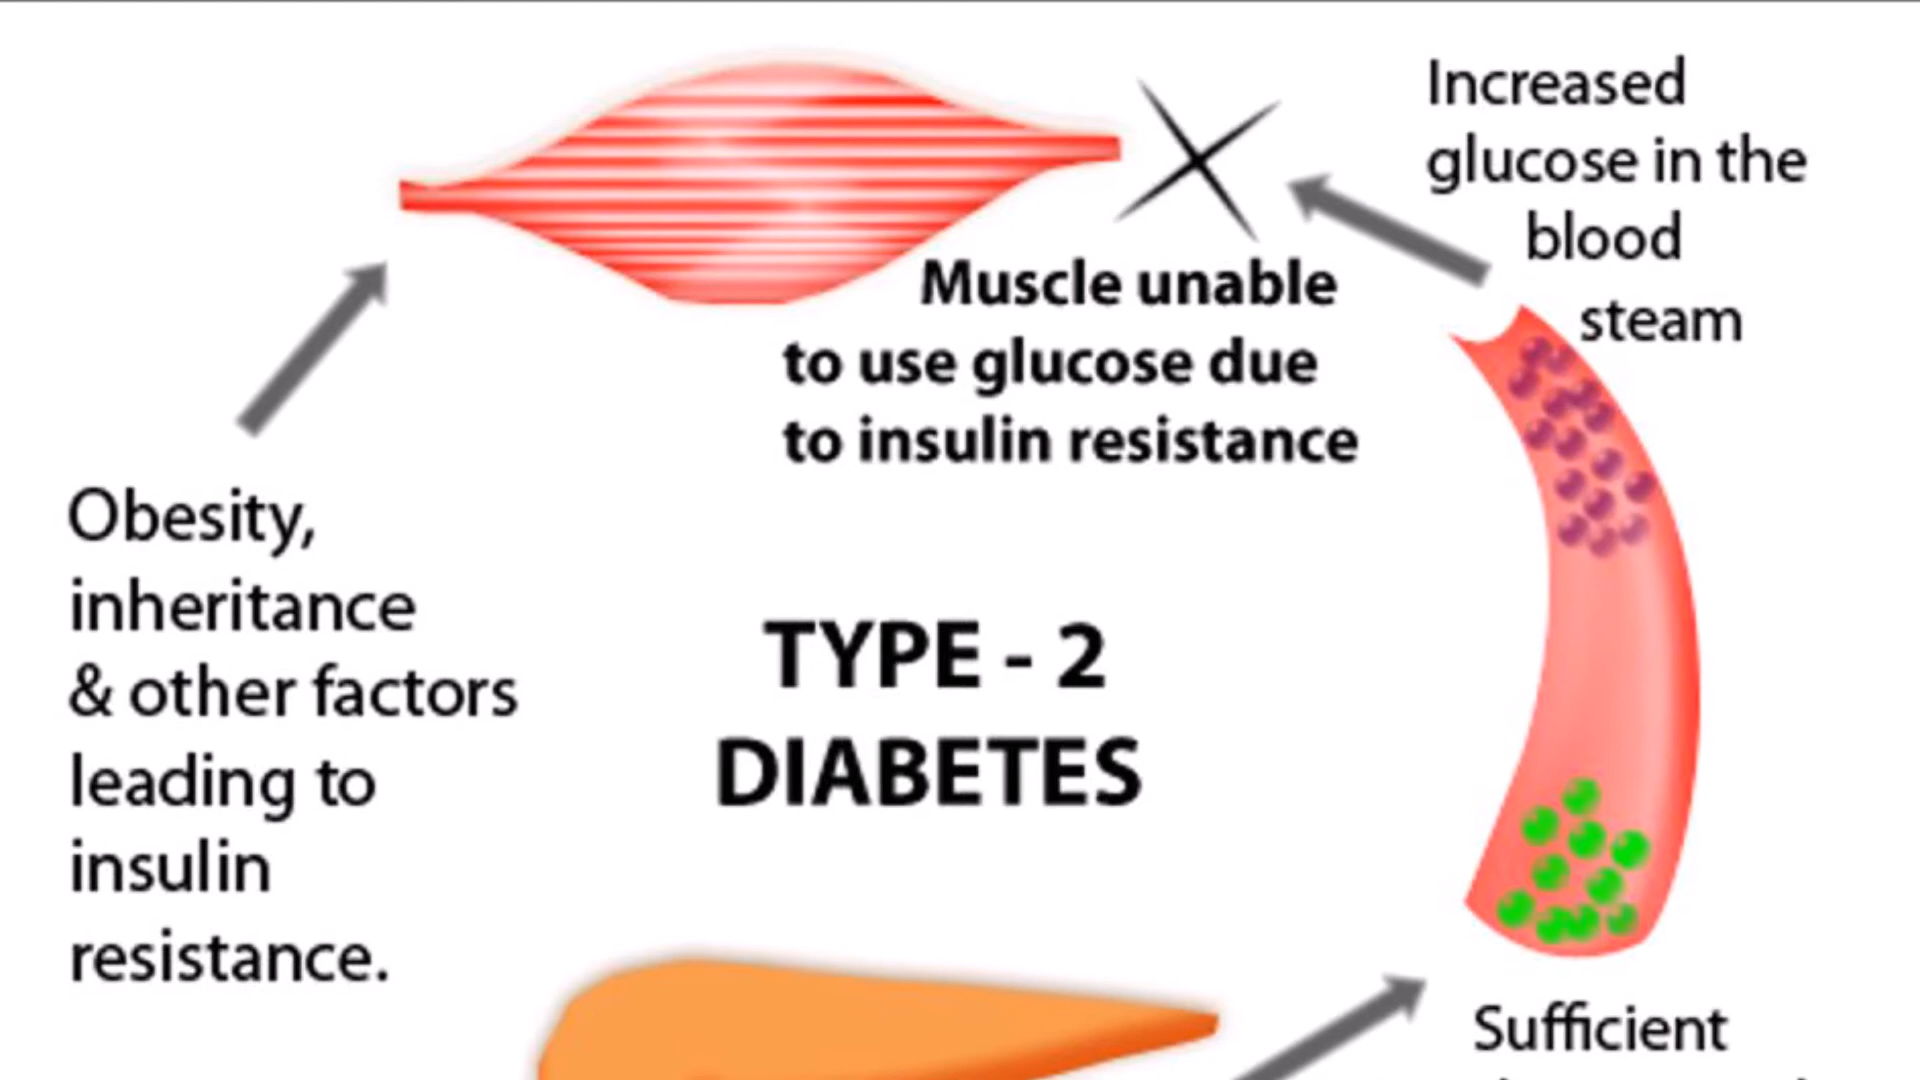 Increased
glucose in the
blood
steam
Muscle unable
to use glucose due
to insulin resistance
Obesity,
inheritance
& other factors
leading to
insulin
resistance.
TYPE - 2
DIABETES
Sufficient